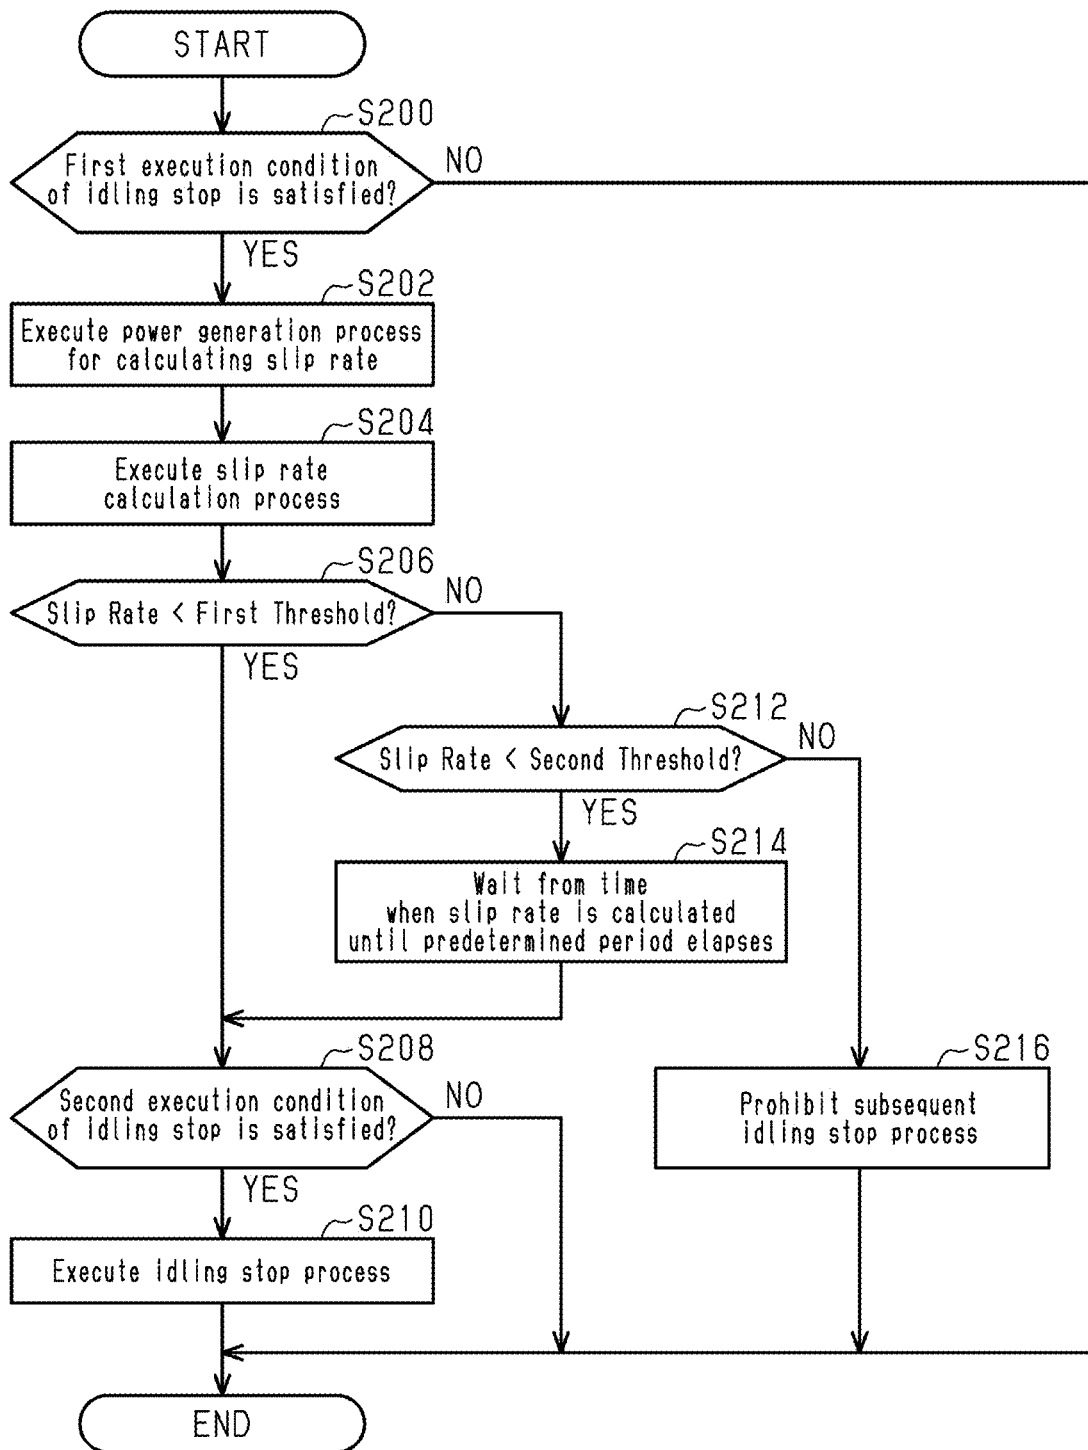 START
S200
First execution condition
of idling stop is satisfied?
NO
YES
S202
Execute power generation process
for calculating slip rate
S204
Execute slip rate
calculation process
S206
Slip Rate < First Threshold?
NO
YES
S212
Slip Rate < Second Threshold?
NO
YES
S214
Wait from time
when slip rate is calculated
until predetermined period elapses
S208
Second execution condition
of idling stop is satisfied?
NO
YES
S216
Prohibit subsequent
idling stop process
S210
Execute idling stop process
END